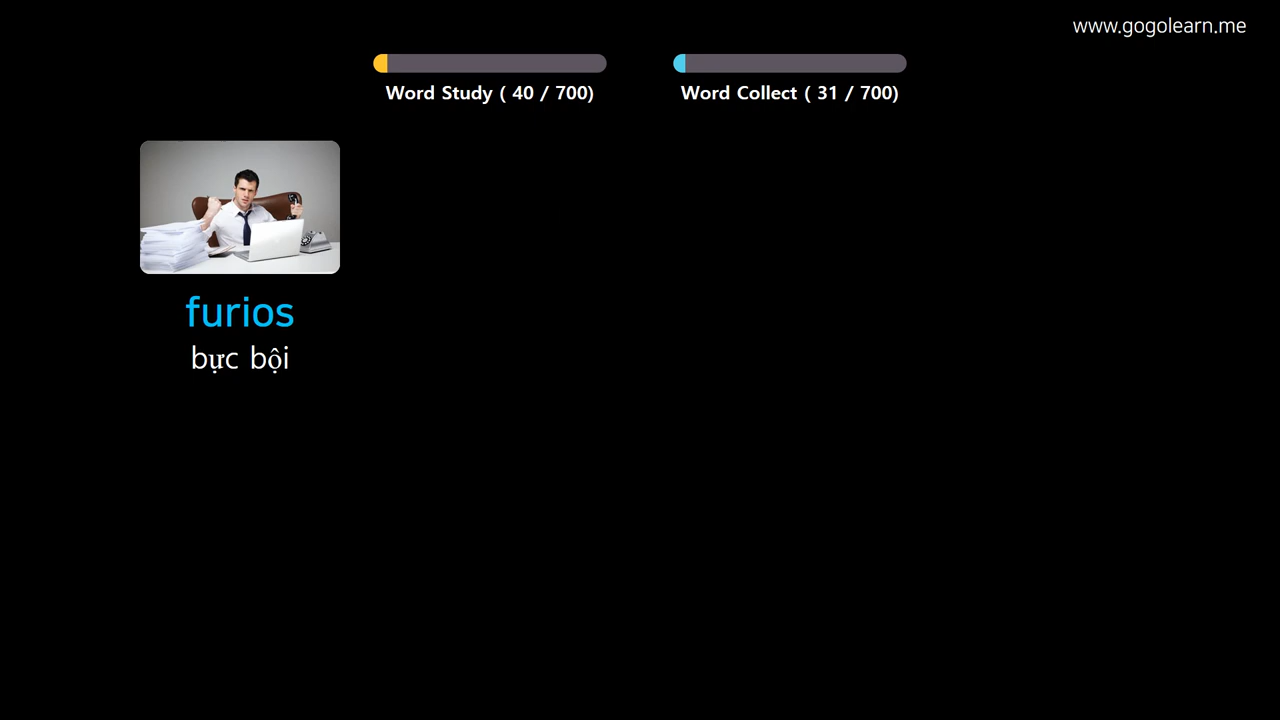 www.gogolearn.me
Word Study ( 40 / 700)
Word Collect ( 31 / 700)
furios
bực bội